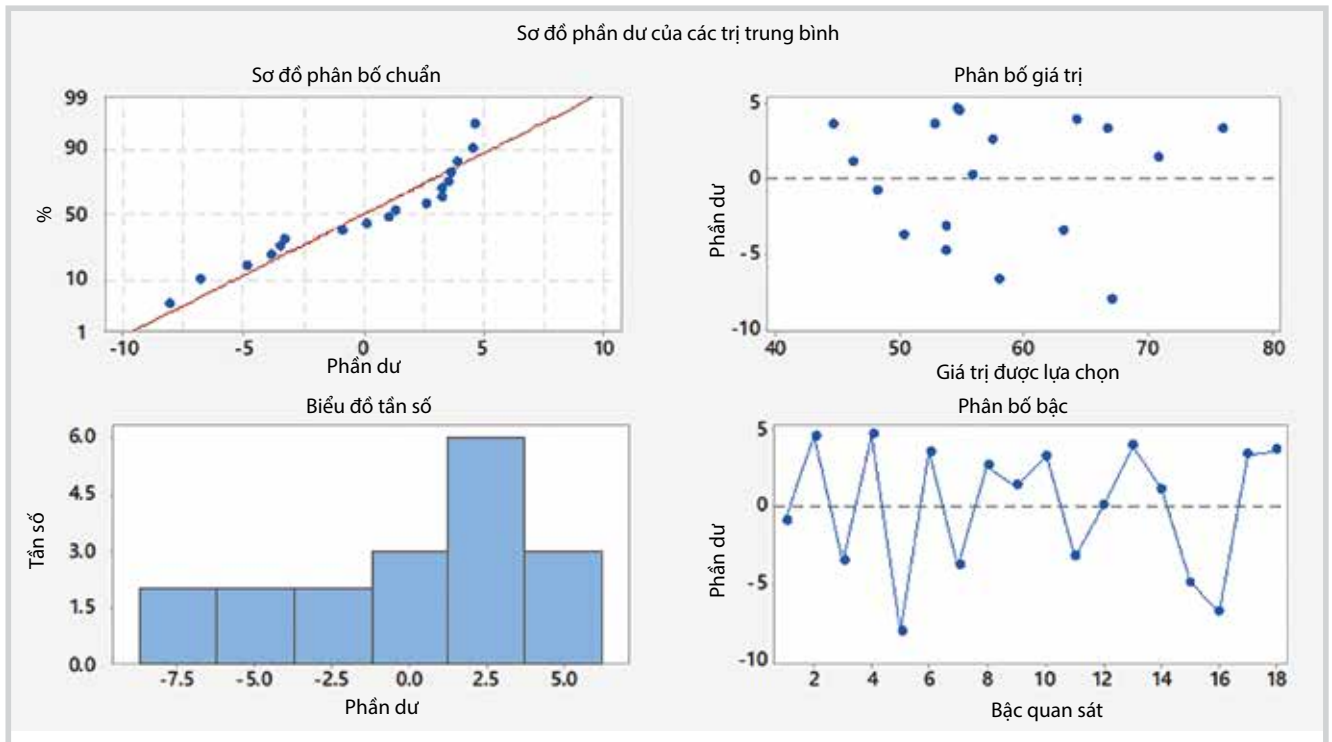 Sơ đồ phần dư của các trị trung bình
Sơ đồ phân bố chuẩn
99
90
50
10
1
%
-10 -5 0 5 10
Phần dư
Phân bố giá trị
5
0
-5
-10
Phần dư
40 50 60 70 80
Giá trị được lựa chọn
Biểu đồ tần số
6.0
4.5
3.0
1.5
0.0
Tần số
-7.5 -5.0 -2.5 0.0 2.5 5.0
Phần dư
Phân bố bậc
5
0
-5
-10
Phần dư
2 4 6 8 10 12 14 16 18
Bậc quan sát